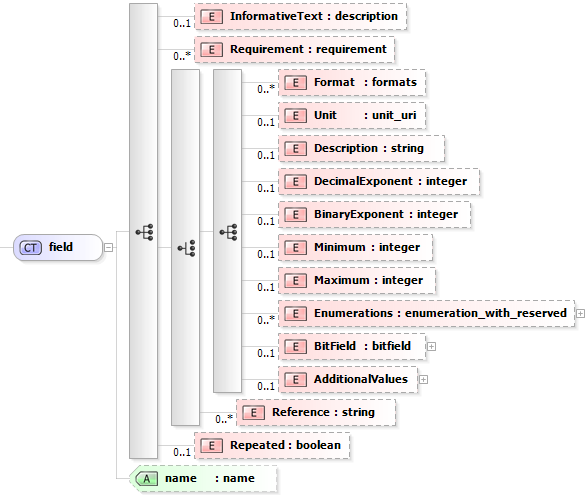 E InformativeText : description
0..1
E Requirement : requirement
0..*
E Format : formats
0..*
E Unit : unit_uri
0..1
E Description : string
0..1
E DecimalExponent : integer
0..1
E BinaryExponent : integer
0..1
CT field
E Minimum : integer
0..1
E Maximum : integer
0..1
E Enumerations : enumeration_with_reserved
0..*
E BitField : bitfield
0..1
E AdditionalValues
0..1
E Reference : string
0..*
E Repeated : boolean
0..1
A name : name